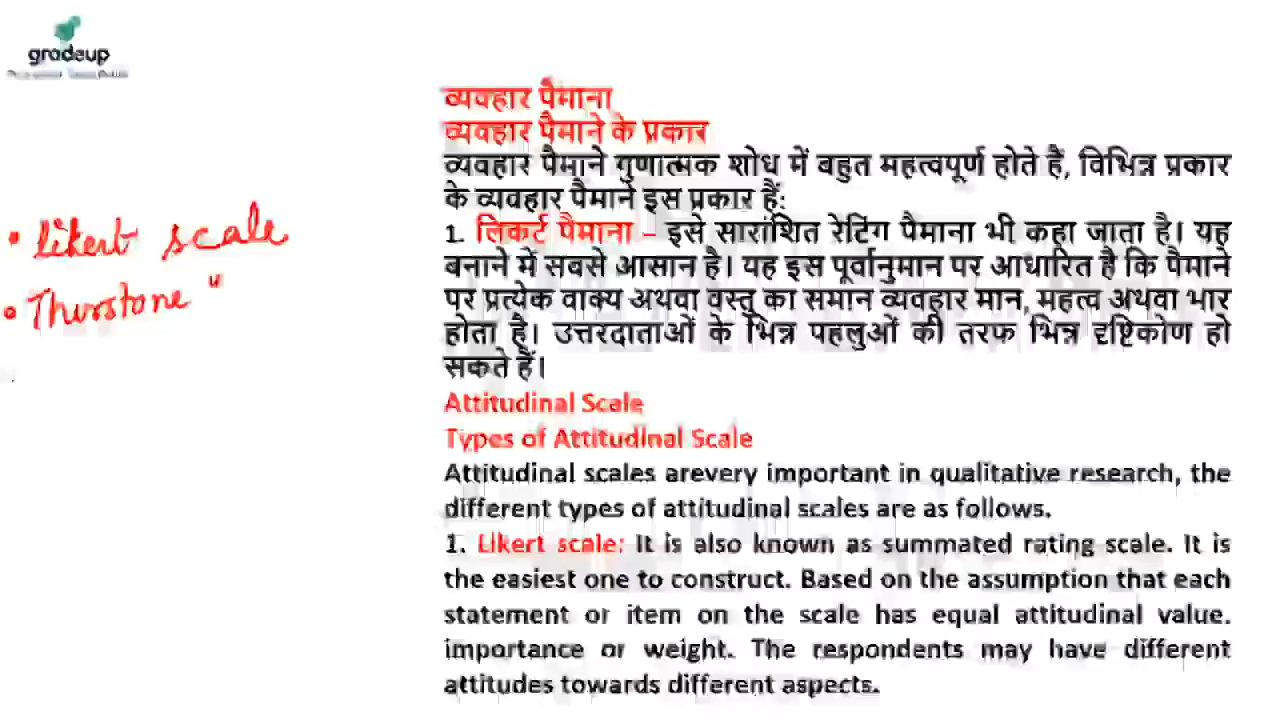 gradeup
व्यवहार पैमाना
व्यवहार पैमाने के प्रकार
व्यवहार पैमाने गुणात्मक शोध में बहुत महत्वपूर्ण होते हैं, विभिन्न प्रकार
के व्यवहार पैमाने इस प्रकार हैं:
1. लिकर्ट पैमाना – इसे सारांशित रेटिंग पैमाना भी कहा जाता है। यह
बनाने में सबसे आसान है। यह इस पूर्वानुमान पर आधारित है कि पैमाने
पर प्रत्येक वाक्य अथवा वस्तु का समान व्यवहार मान, महत्व अथवा भार
होता है। उत्तरदाताओं के भिन्न पहलुओं की तरफ भिन्न दृष्टिकोण हो
सकते हैं।
Attitudinal Scale
Types of Attitudinal Scale
Attitudinal scales arevery important in qualitative research, the
different types of attitudinal scales are as follows.
1. Likert scale: It is also known as summated rating scale. It is
the easiest one to construct. Based on the assumption that each
statement or item on the scale has equal attitudinal value.
importance or weight. The respondents may have different
attitudes towards different aspects.
• Likert scale
• Thurstone "